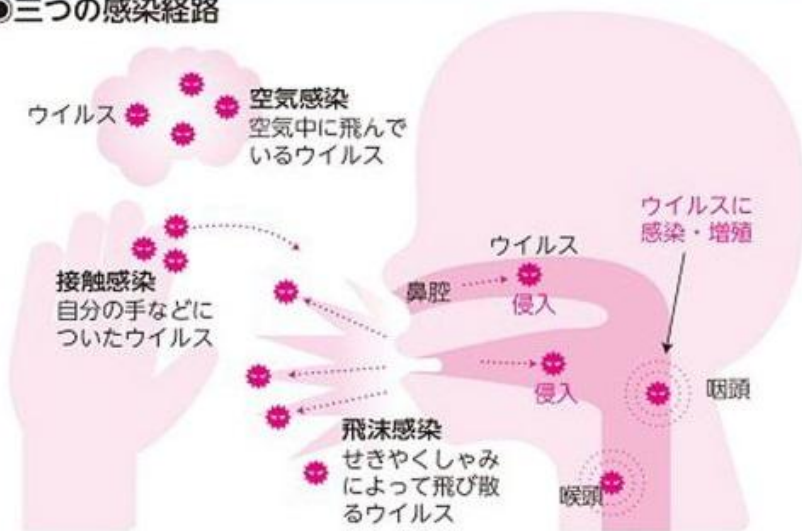 ●三つの感染経路
ウイルス
空気感染
空気中に飛んで
いるウイルス
接触感染
自分の手などに
ついたウイルス
飛沫感染
せきやくしゃみ
によって飛び散
るウイルス
ウイルス
鼻腔
侵入
侵入
ウイルスに
感染・増殖
咽頭
喉頭